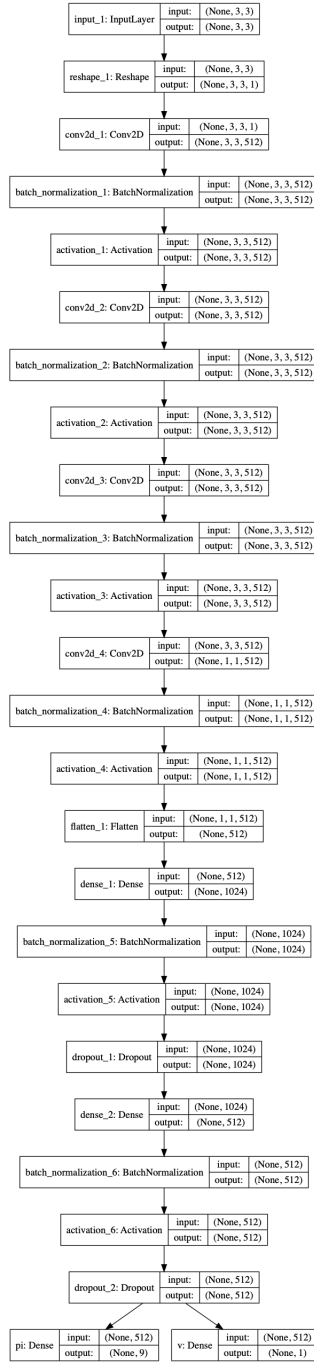 input_1: InputLayer
input: (None, 3, 3)
output: (None, 3, 3)
reshape_1: Reshape
input: (None, 3, 3)
output: (None, 3, 3, 1)
conv2d_1: Conv2D
input: (None, 3, 3, 1)
output: (None, 3, 3, 512)
batch_normalization_1: BatchNormalization
input: (None, 3, 3, 512)
output: (None, 3, 3, 512)
activation_1: Activation
input: (None, 3, 3, 512)
output: (None, 3, 3, 512)
conv2d_2: Conv2D
input: (None, 3, 3, 512)
output: (None, 3, 3, 512)
batch_normalization_2: BatchNormalization
input: (None, 3, 3, 512)
output: (None, 3, 3, 512)
activation_2: Activation
input: (None, 3, 3, 512)
output: (None, 3, 3, 512)
conv2d_3: Conv2D
input: (None, 3, 3, 512)
output: (None, 3, 3, 512)
batch_normalization_3: BatchNormalization
input: (None, 3, 3, 512)
output: (None, 3, 3, 512)
activation_3: Activation
input: (None, 3, 3, 512)
output: (None, 3, 3, 512)
conv2d_4: Conv2D
input: (None, 3, 3, 512)
output: (None, 1, 1, 512)
batch_normalization_4: BatchNormalization
input: (None, 1, 1, 512)
output: (None, 1, 1, 512)
activation_4: Activation
input: (None, 1, 1, 512)
output: (None, 1, 1, 512)
flatten_1: Flatten
input: (None, 1, 1, 512)
output: (None, 512)
dense_1: Dense
input: (None, 512)
output: (None, 1024)
batch_normalization_5: BatchNormalization
input: (None, 1024)
output: (None, 1024)
activation_5: Activation
input: (None, 1024)
output: (None, 1024)
dropout_1: Dropout
input: (None, 1024)
output: (None, 1024)
dense_2: Dense
input: (None, 1024)
output: (None, 512)
batch_normalization_6: BatchNormalization
input: (None, 512)
output: (None, 512)
activation_6: Activation
input: (None, 512)
output: (None, 512)
dropout_2: Dropout
input: (None, 512)
output: (None, 512)
pi: Dense
input: (None, 512)
output: (None, 9)
v: Dense
input: (None, 512)
output: (None, 1)